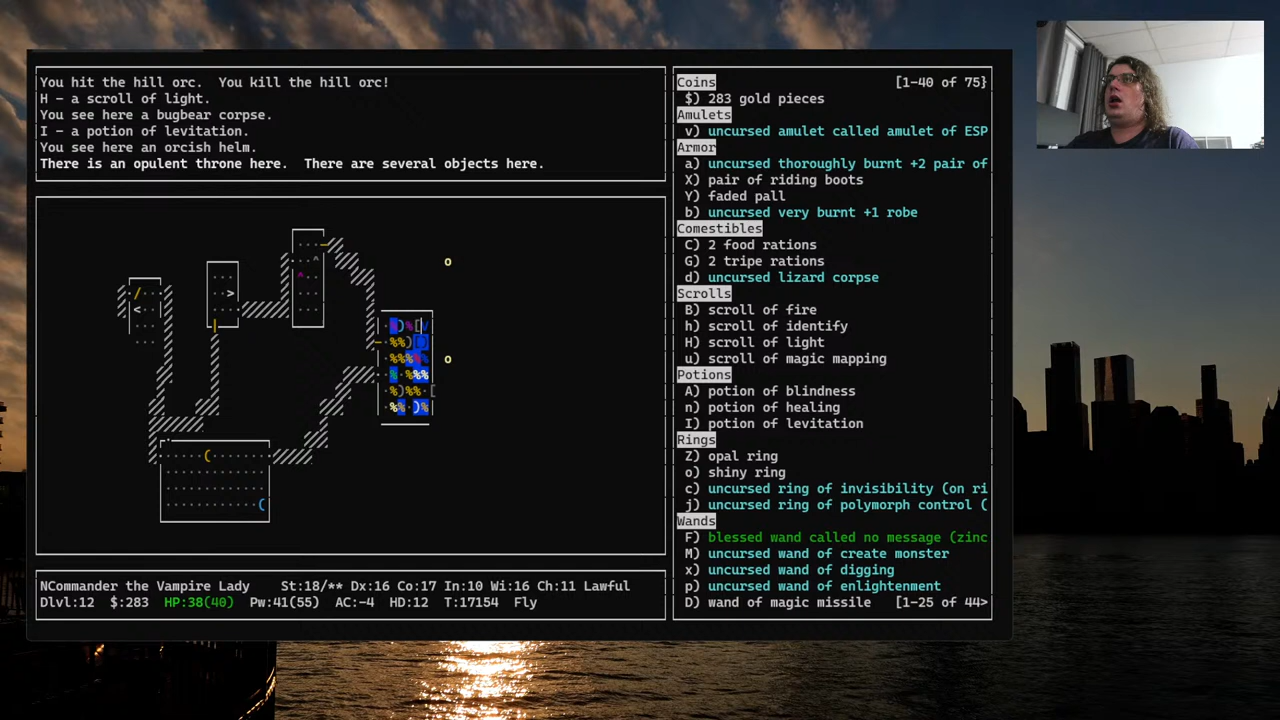 You hit the hill orc.  You kill the hill orc!
H - a scroll of light.
You see here a bugbear corpse.
I - a potion of levitation.
You see here an orcish helm.
There is an opulent throne here.  There are several objects here.
Coins [1-40 of 75}
$) 283 gold pieces
Amulets
v) uncursed amulet called amulet of ESP
Armor
a) uncursed thoroughly burnt +2 pair of
X) pair of riding boots
Y) faded pall
b) uncursed very burnt +1 robe
Comestibles
C) 2 food rations
G) 2 tripe rations
d) uncursed lizard corpse
Scrolls
B) scroll of fire
h) scroll of identify
H) scroll of light
u) scroll of magic mapping
Potions
A) potion of blindness
n) potion of healing
I) potion of levitation
Rings
Z) opal ring
o) shiny ring
c) uncursed ring of invisibility (on ri
j) uncursed ring of polymorph control (
Wands
F) blessed wand called no message (zinc
M) uncursed wand of create monster
x) uncursed wand of digging
p) uncursed wand of enlightenment
D) wand of magic missile [1-25 of 44>
NCommander the Vampire Lady St:18/** Dx:16 Co:17 In:10 Wi:16 Ch:11 Lawful
Dlvl:12 $:283 HP:38(40) Pw:41(55) AC:-4 HD:12 T:17154 Fly